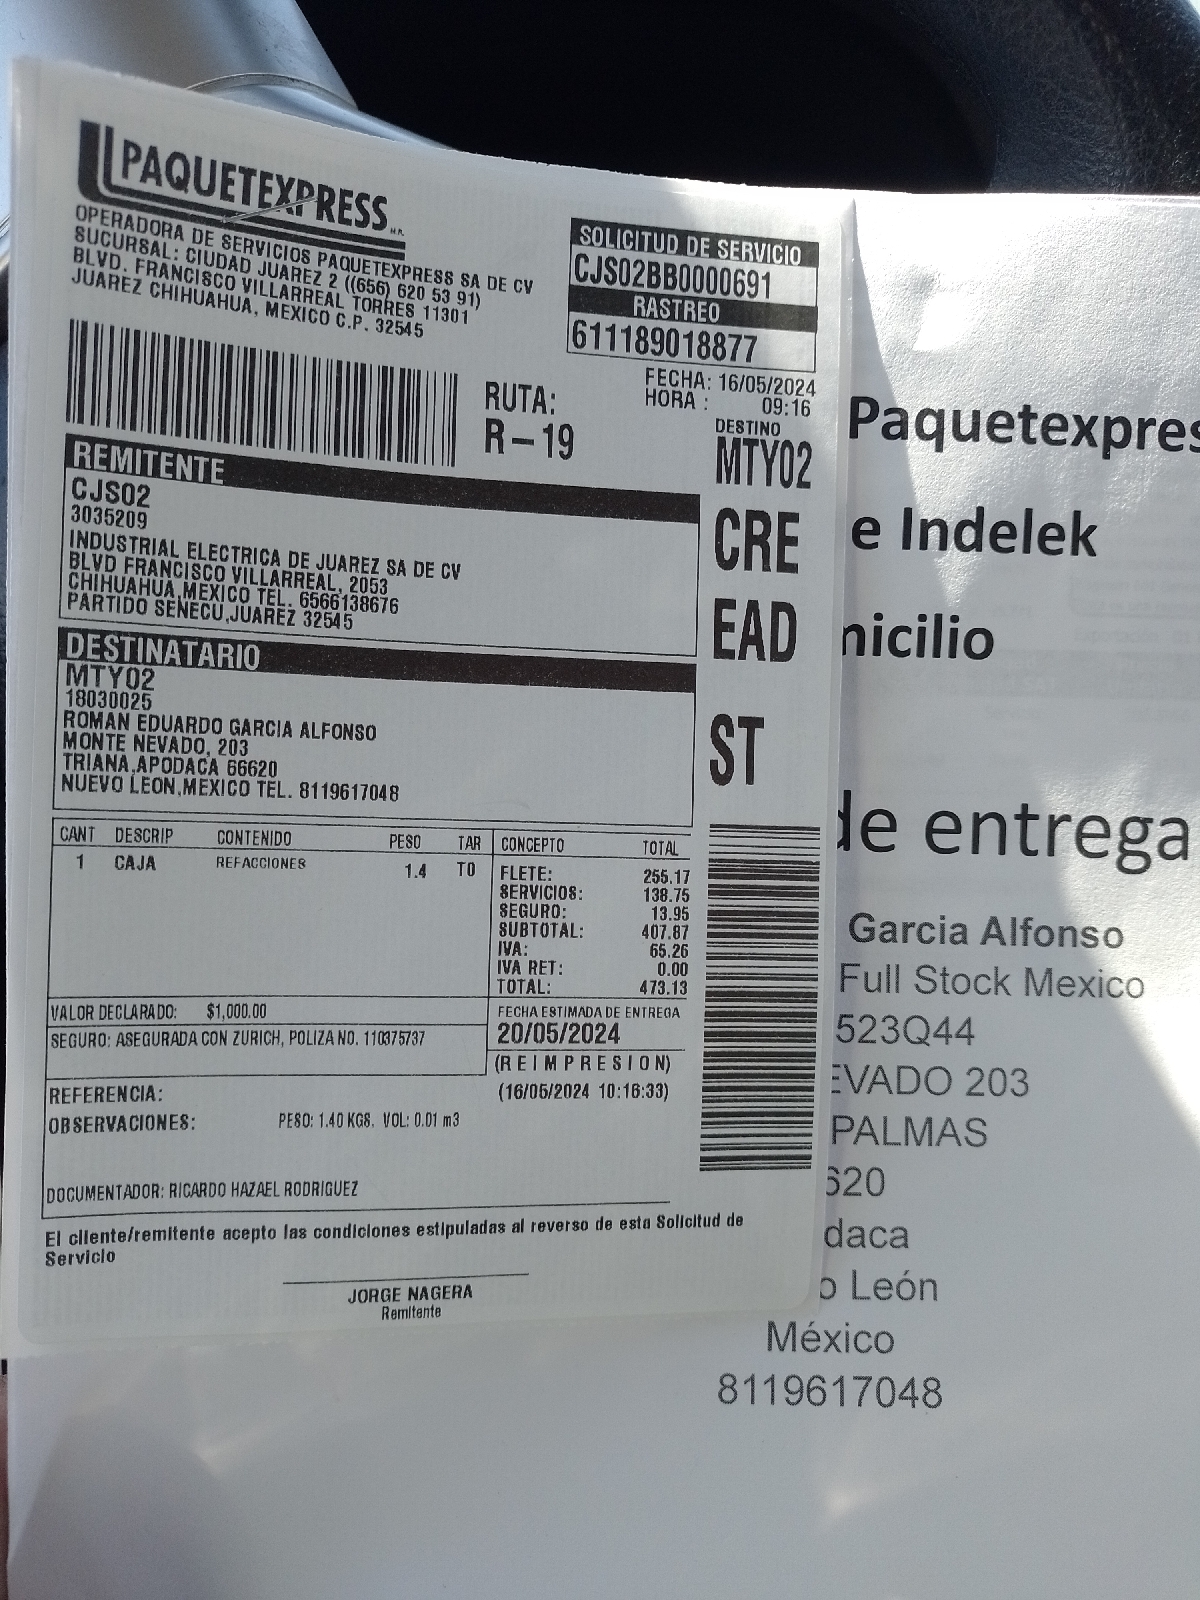 PAQUETEXPRESS M.R.
OPERADORA DE SERVICIOS PAQUETEXPRESS SA DE CV
SUCURSAL: CIUDAD JUAREZ 2 ((656) 620 53 91)
BLVD. FRANCISCO VILLARREAL TORRES 11301
JUAREZ CHIHUAHUA, MEXICO C.P. 32545
SOLICITUD DE SERVICIO
CJS02BB0000691
RASTREO
611189018877
FECHA: 16/05/2024
HORA : 09:16
RUTA:
R-19
DESTINO
MTY02
CRE
EAD
ST
REMITENTE
CJS02
3035209
INDUSTRIAL ELECTRICA DE JUAREZ SA DE CV
BLVD FRANCISCO VILLARREAL, 2053
CHIHUAHUA,MEXICO TEL. 6566138676
PARTIDO SENECU,JUAREZ 32545
DESTINATARIO
MTY02
18030025
ROMAN EDUARDO GARCIA ALFONSO
MONTE NEVADO, 203
TRIANA,APODACA 66620
NUEVO LEON,MEXICO TEL. 8119617048
CANT DESCRIP CONTENIDO PESO TAR
1 CAJA REFACCIONES 1.4 T0
CONCEPTO TOTAL
FLETE: 255.17
SERVICIOS: 138.75
SEGURO: 13.95
SUBTOTAL: 407.87
IVA: 65.26
IVA RET: 0.00
TOTAL: 473.13
VALOR DECLARADO: $1,000.00
SEGURO: ASEGURADA CON ZURICH, POLIZA NO. 110375737
FECHA ESTIMADA DE ENTREGA
20/05/2024
(REIMPRESION)
(16/05/2024 10:16:33)
REFERENCIA:
OBSERVACIONES: PESO: 1.40 KGS. VOL: 0.01 m3
DOCUMENTADOR: RICARDO HAZAEL RODRIGUEZ
El cliente/remitente acepto las condiciones estipuladas al reverso de esta Solicitud de
Servicio
JORGE NAGERA
Remitente
Paquetexpres
e Indelek
micilio
de entrega
Garcia Alfonso
Full Stock Mexico
523Q44
EVADO 203
PALMAS
620
daca
o León
México
8119617048